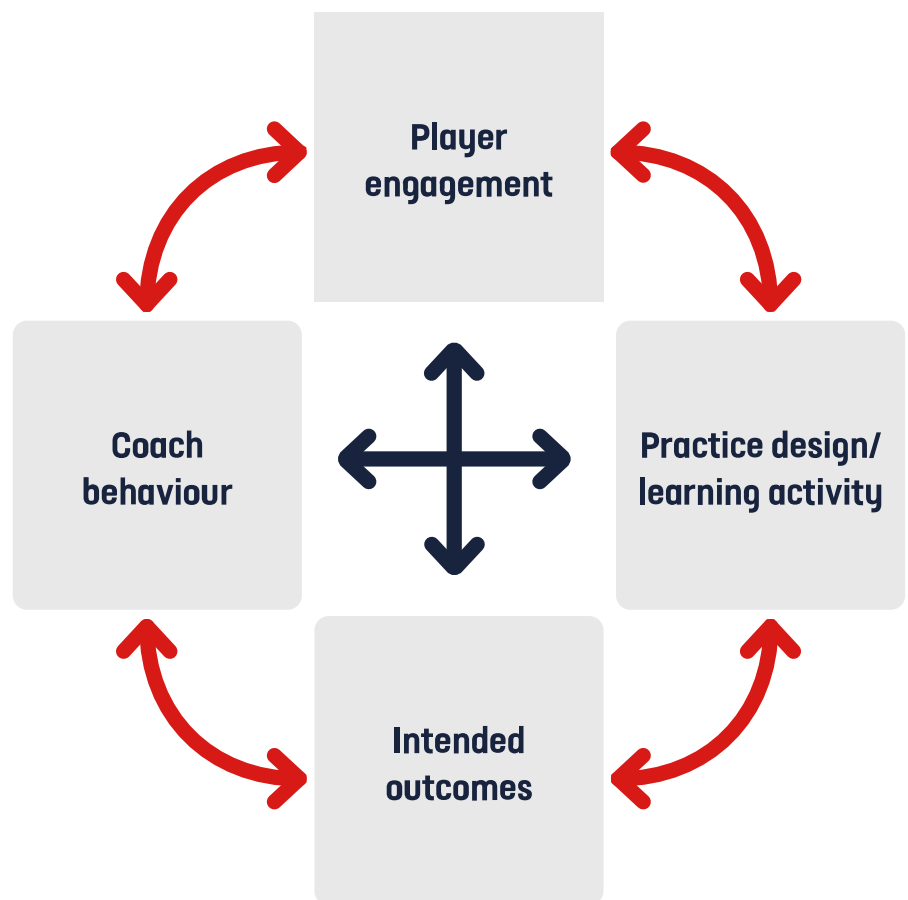 Player
engagement
Coach
behaviour
Practice design/
learning activity
Intended
outcomes